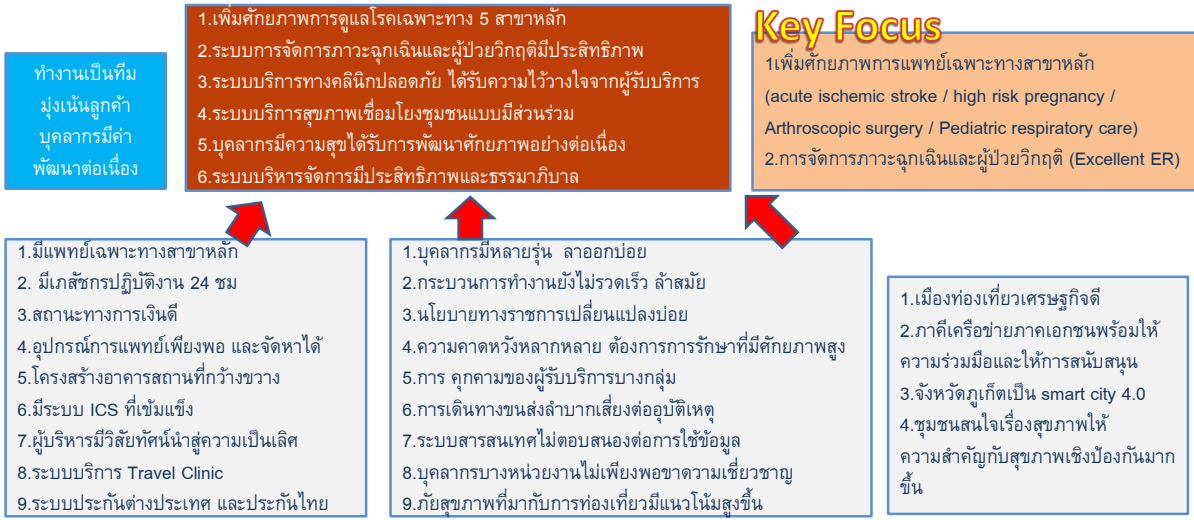 ทำงานเป็นทีม
มุ่งเน้นลูกค้า
บุคลากรมีค่า
พัฒนาต่อเนื่อง
1.เพิ่มศักยภาพการดูแลโรคเฉพาะทาง 5 สาขาหลัก
2.ระบบการจัดการภาวะฉุกเฉินและผู้ป่วยวิกฤติมีประสิทธิภาพ
3.ระบบบริการทางคลินิกปลอดภัย ได้รับความไว้วางใจจากผู้รับบริการ
4.ระบบบริการสุขภาพเชื่อมโยงชุมชนแบบมีส่วนร่วม
5.บุคลากรมีความสุขได้รับการพัฒนาศักยภาพอย่างต่อเนื่อง
6.ระบบบริหารจัดการมีประสิทธิภาพและธรรมาภิบาล
Key Focus
1เพิ่มศักยภาพการแพทย์เฉพาะทางสาขาหลัก
(acute ischemic stroke / high risk pregnancy /
Arthroscopic surgery / Pediatric respiratory care)
2.การจัดการภาวะฉุกเฉินและผู้ป่วยวิกฤติ (Excellent ER)
1.มีแพทย์เฉพาะทางสาขาหลัก
2. มีเภสัชกรปฏิบัติงาน 24 ชม
3.สถานะทางการเงินดี
4.อุปกรณ์การแพทย์เพียงพอ และจัดหาได้
5.โครงสร้างอาคารสถานที่กว้างขวาง
6.มีระบบ ICS ที่เข้มแข็ง
7.ผู้บริหารมีวิสัยทัศน์นำสู่ความเป็นเลิศ
8.ระบบบริการ Travel Clinic
9.ระบบประกันต่างประเทศ และประกันไทย
1.บุคลากรมีหลายรุ่น ลาออกบ่อย
2.กระบวนการทำงานยังไม่รวดเร็ว ล้าสมัย
3.นโยบายทางราชการเปลี่ยนแปลงบ่อย
4.ความคาดหวังหลากหลาย ต้องการการรักษาที่มีศักยภาพสูง
5.การ คุกคามของผู้รับบริการบางกลุ่ม
6.การเดินทางขนส่งลำบากเสี่ยงต่ออุบัติเหตุ
7.ระบบสารสนเทศไม่ตอบสนองต่อการใช้ข้อมูล
8.บุคลากรบางหน่วยงานไม่เพียงพอขาดความเชี่ยวชาญ
9.ภัยสุขภาพที่มากับการท่องเที่ยวมีแนวโน้มสูงขึ้น
1.เมืองท่องเที่ยวเศรษฐกิจดี
2.ภาคีเครือข่ายภาคเอกชนพร้อมให้
ความร่วมมือและให้การสนับสนุน
3.จังหวัดภูเก็ตเป็น smart city 4.0
4.ชุมชนสนใจเรื่องสุขภาพให้
ความสำคัญกับสุขภาพเชิงป้องกันมาก
ขึ้น